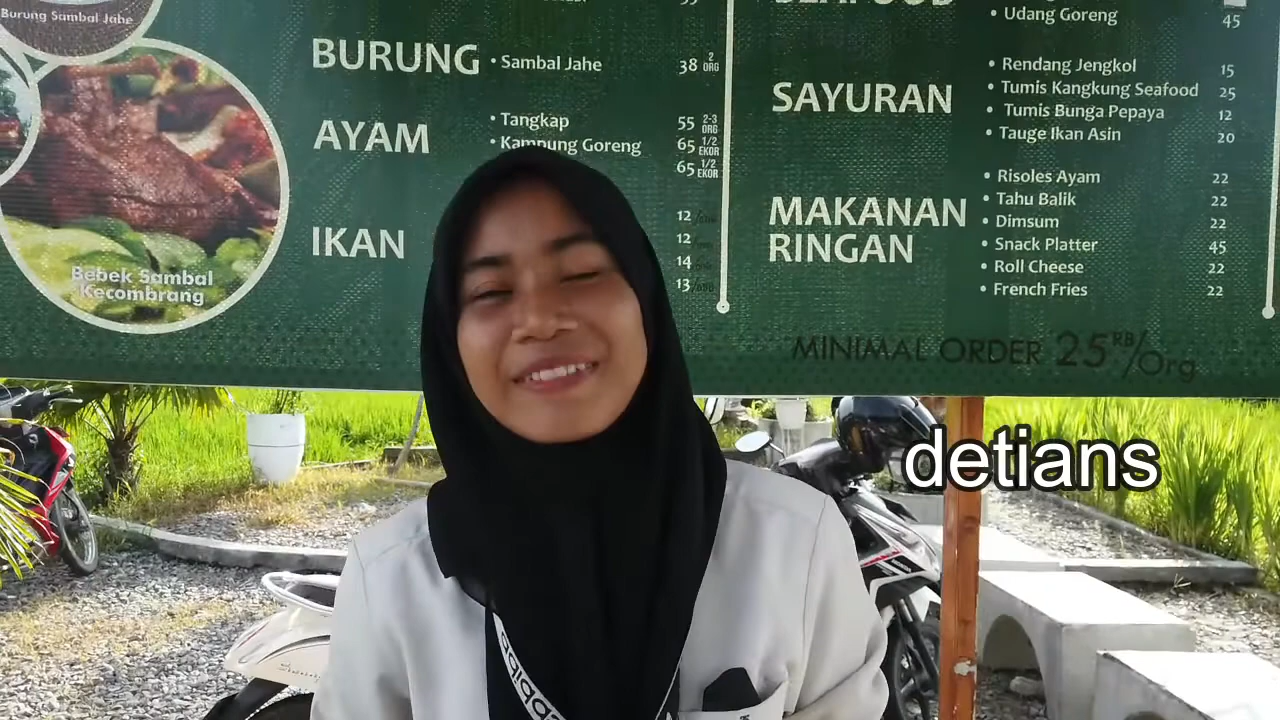 Burung Sambal Jahe
Bebek Sambal
Kecombrang
BURUNG
• Sambal Jahe 38 2 ORG
AYAM
• Tangkap 55 2-3 ORG
• Kampung Goreng 65 1/2 EKOR
65 1/2 EKOR
IKAN
12
12
14
13
• Udang Goreng 45
SAYURAN
• Rendang Jengkol 15
• Tumis Kangkung Seafood 25
• Tumis Bunga Pepaya 12
• Tauge Ikan Asin 20
MAKANAN
RINGAN
• Risoles Ayam 22
• Tahu Balik 22
• Dimsum 22
• Snack Platter 45
• Roll Cheese 22
• French Fries 22
MINIMAL ORDER 25RB/Org
detians